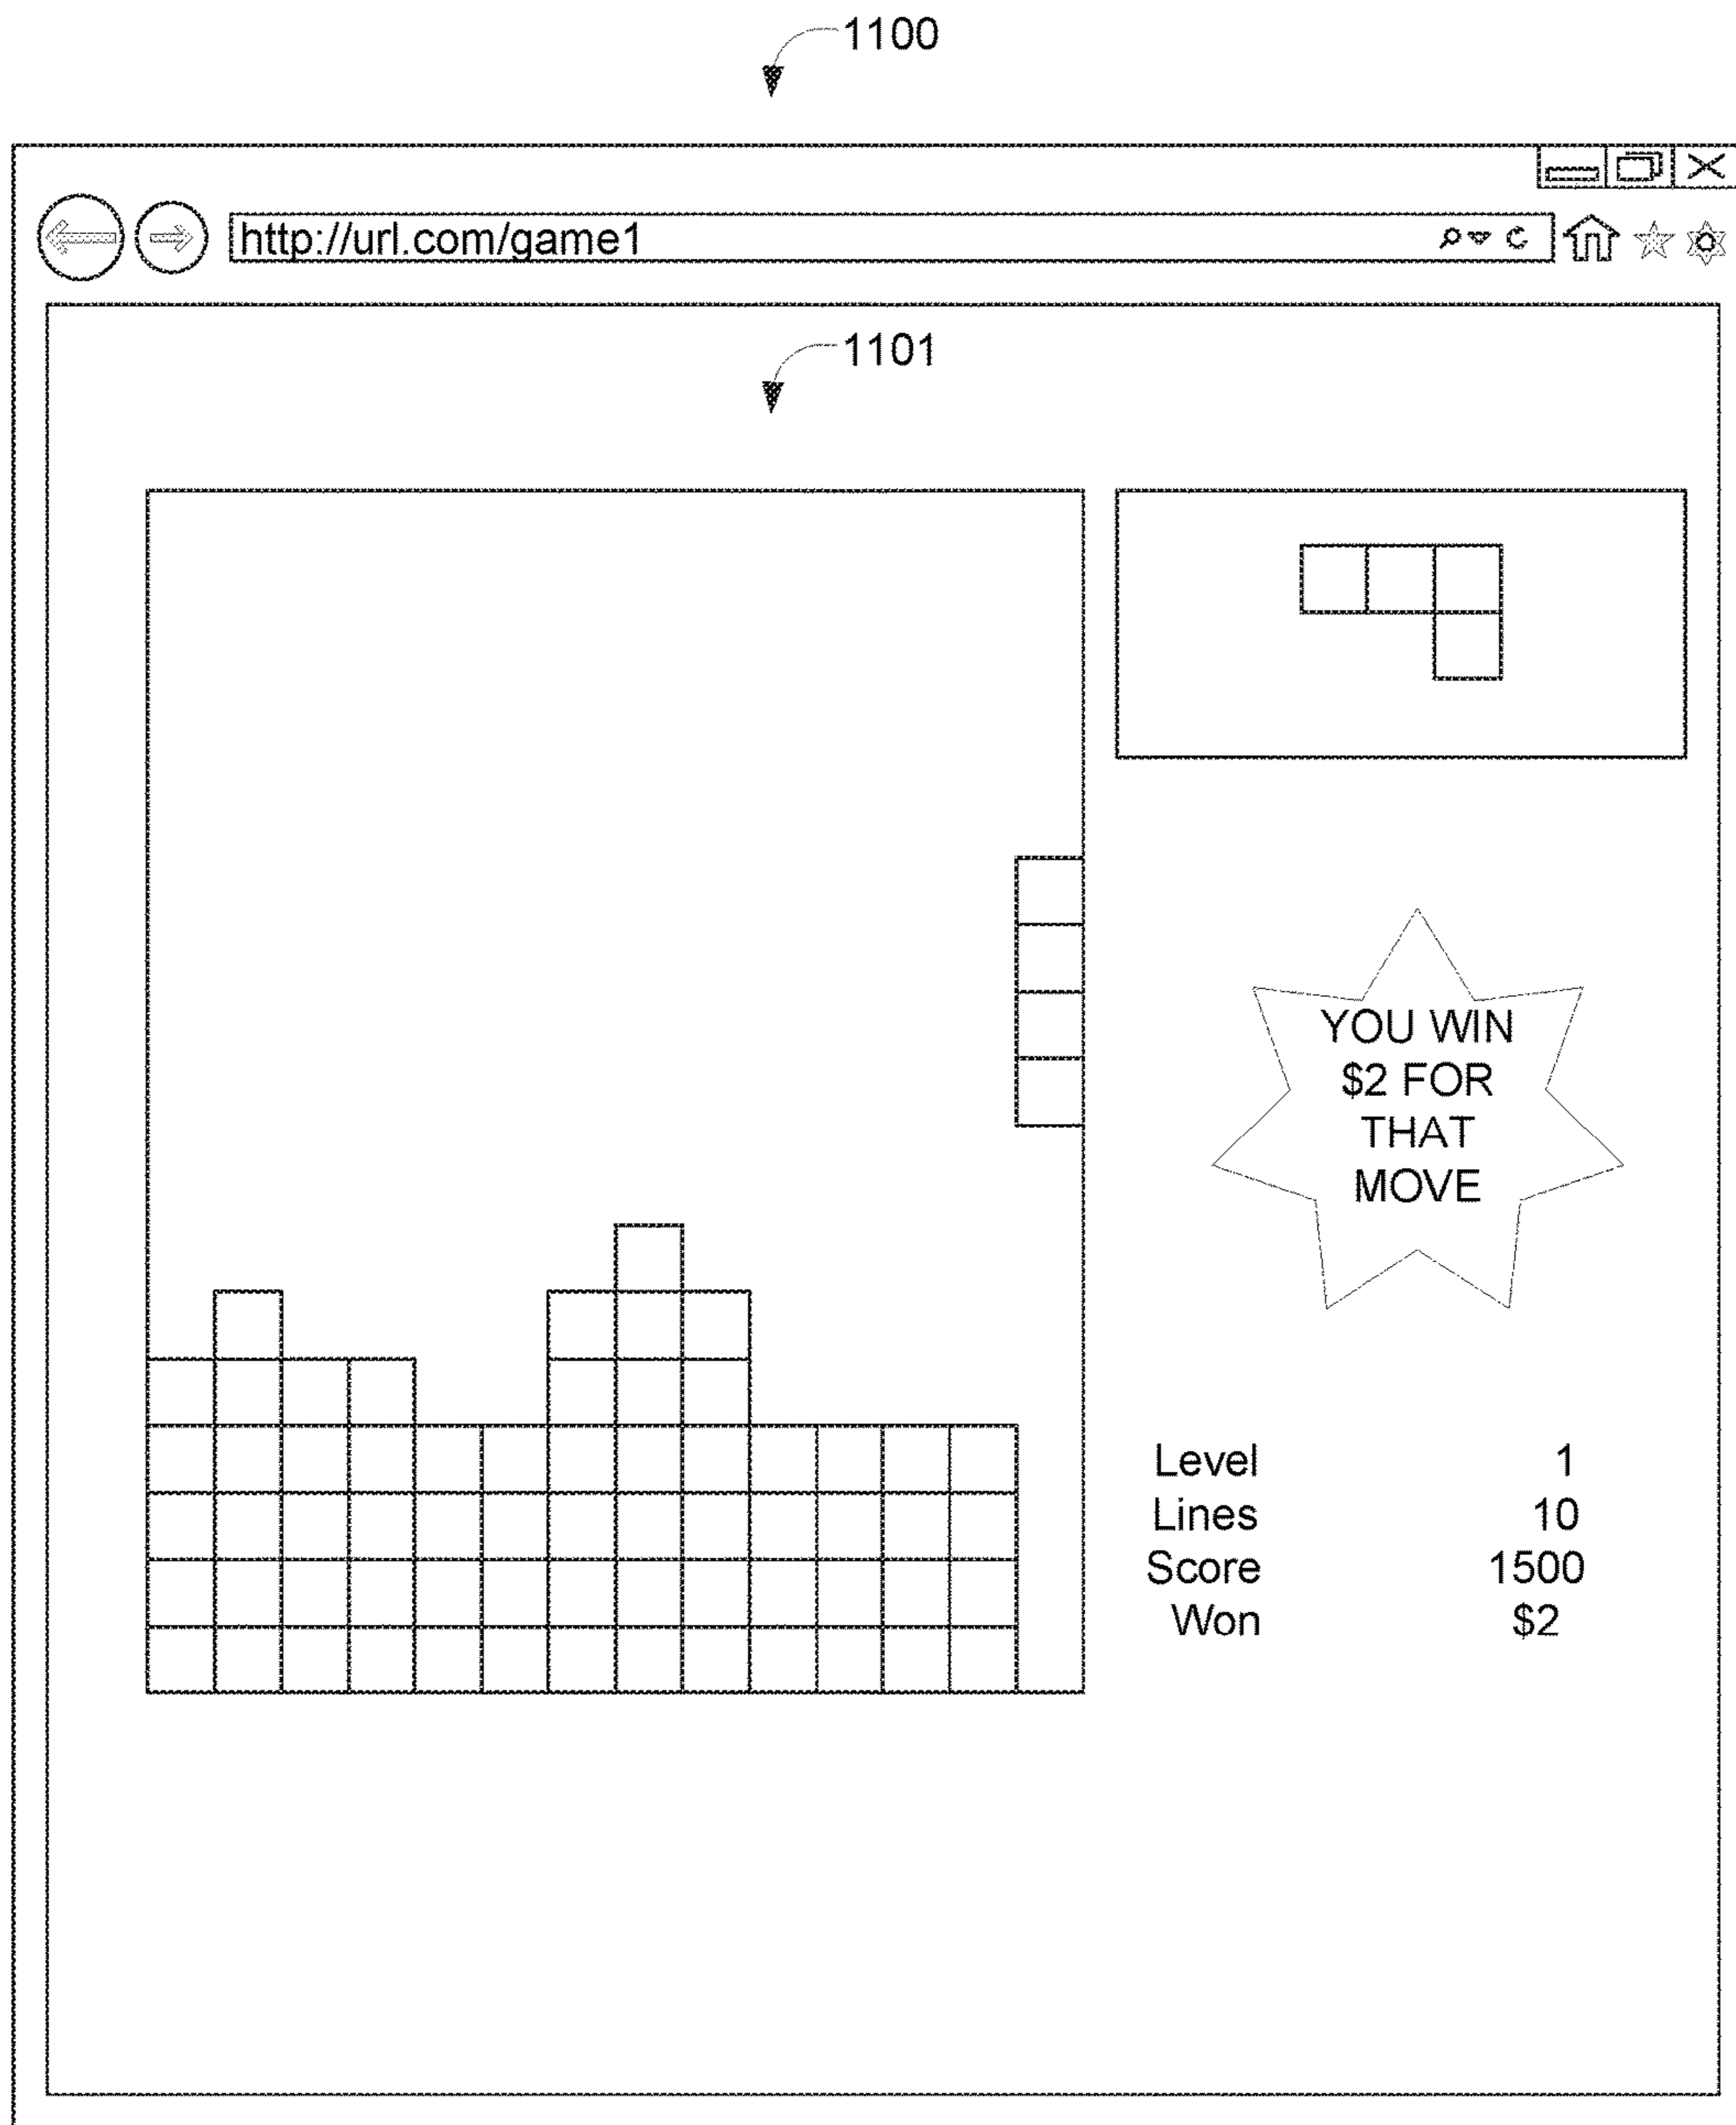 1100
http://url.com/game1
1101
YOU WIN
$2 FOR
THAT
MOVE
Level 1
Lines 10
Score 1500
Won $2